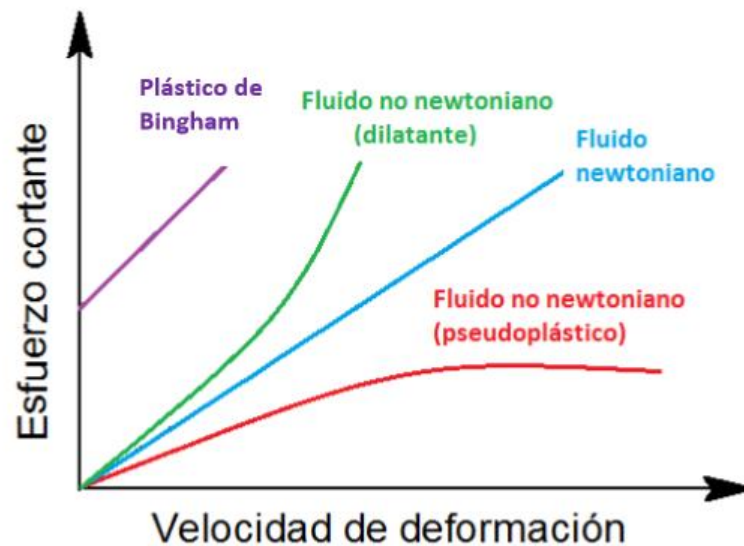 Plástico de
Bingham
Fluido no newtoniano
(dilatante)
Fluido
newtoniano
Fluido no newtoniano
(pseudoplástico)
Esfuerzo cortante
Velocidad de deformación